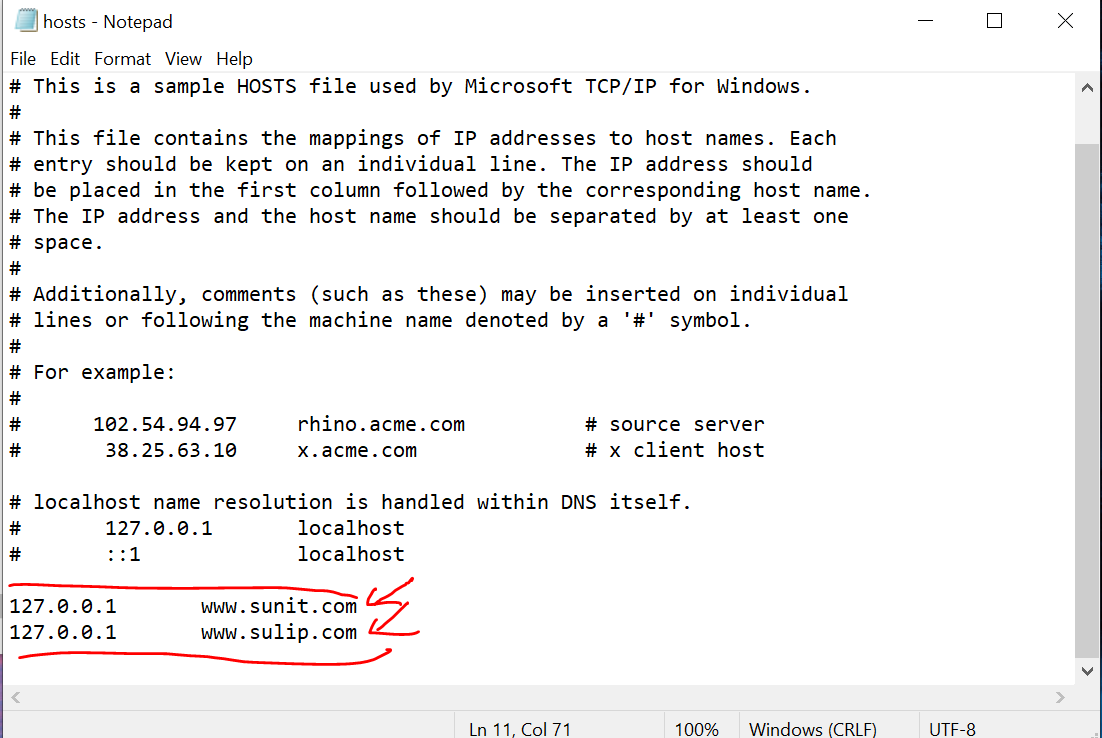 hosts - Notepad
File Edit Format View Help
# This is a sample HOSTS file used by Microsoft TCP/IP for Windows.
#
# This file contains the mappings of IP addresses to host names. Each
# entry should be kept on an individual line. The IP address should
# be placed in the first column followed by the corresponding host name.
# The IP address and the host name should be separated by at least one
# space.
#
# Additionally, comments (such as these) may be inserted on individual
# lines or following the machine name denoted by a '#' symbol.
#
# For example:
#
#      102.54.94.97     rhino.acme.com          # source server
#       38.25.63.10     x.acme.com              # x client host

# localhost name resolution is handled within DNS itself.
#       127.0.0.1       localhost
#       ::1             localhost

127.0.0.1       www.sunit.com
127.0.0.1       www.sulip.com
Ln 11, Col 71 100% Windows (CRLF) UTF-8